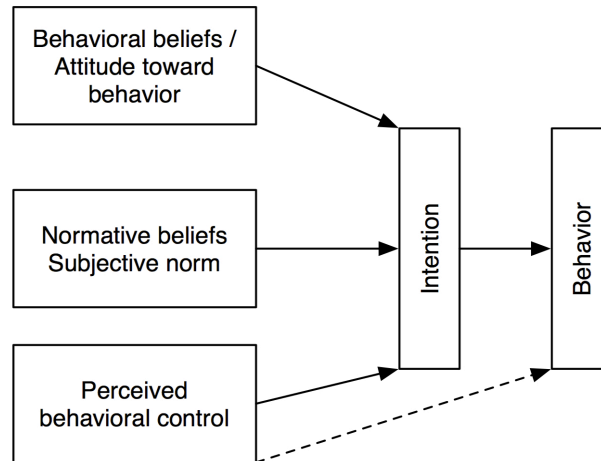 Behavioral beliefs /
Attitude toward
behavior
Normative beliefs
Subjective norm
Perceived
behavioral control
Intention
Behavior